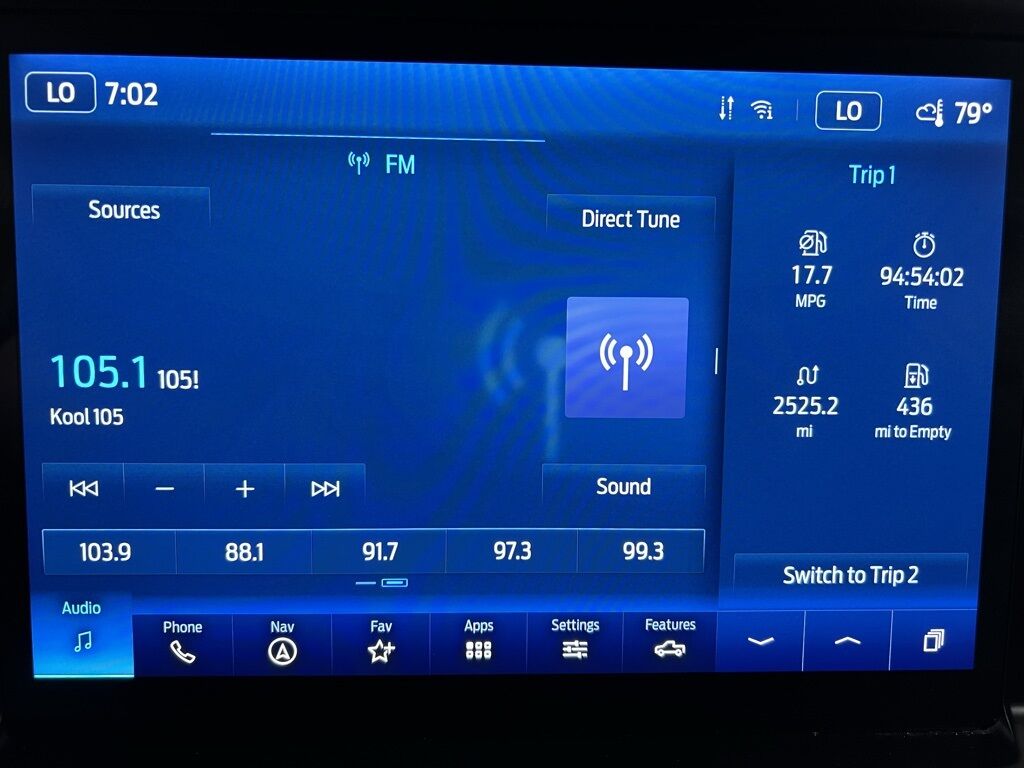 LO 7:02
LO 79°
FM
Trip 1
Sources
Direct Tune
17.7
MPG
94:54:02
Time
105.1 105!
Kool 105
2525.2
mi
436
mi to Empty
Sound
103.9 88.1 91.7 97.3 99.3
Switch to Trip 2
Audio
Phone
Nav
Fav
Apps
Settings
Features